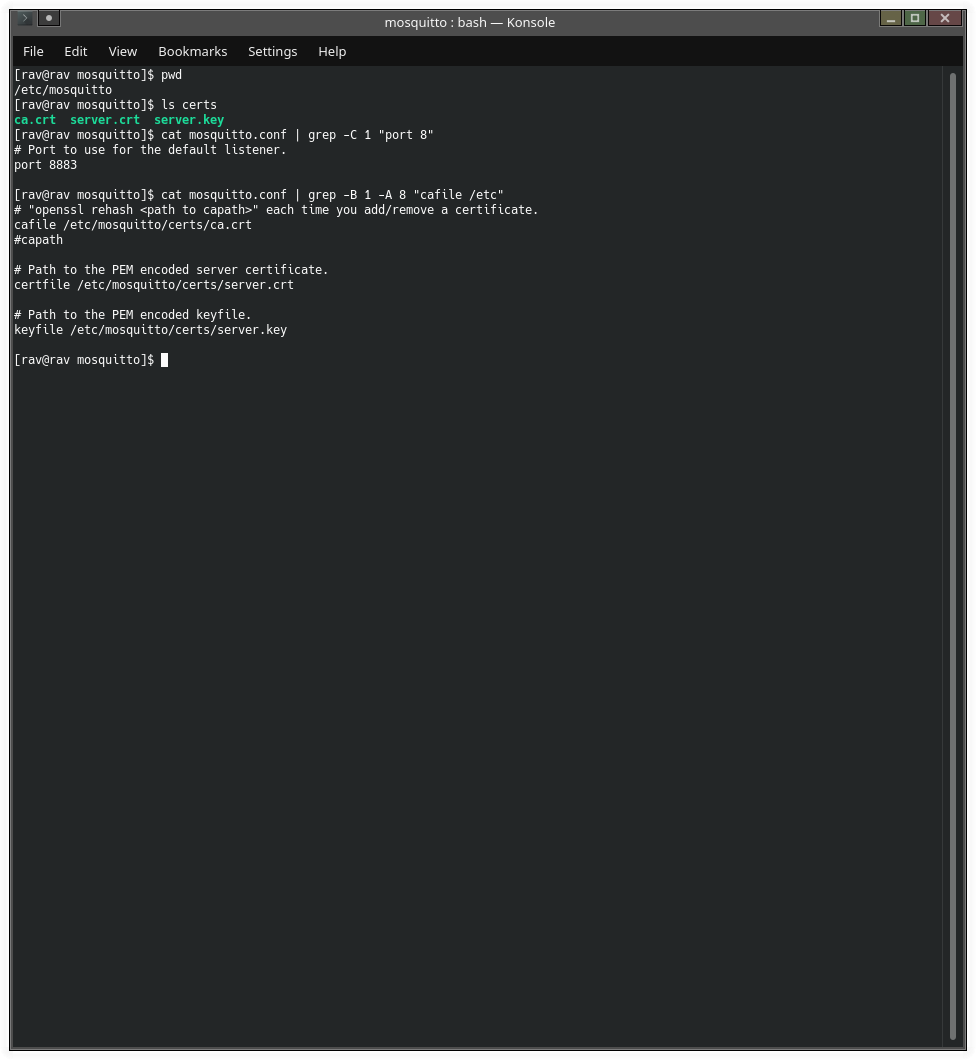 mosquitto : bash — Konsole
File Edit View Bookmarks Settings Help
[rav@rav mosquitto]$ pwd
/etc/mosquitto
[rav@rav mosquitto]$ ls certs
ca.crt  server.crt  server.key
[rav@rav mosquitto]$ cat mosquitto.conf | grep -C 1 "port 8"
# Port to use for the default listener.
port 8883

[rav@rav mosquitto]$ cat mosquitto.conf | grep -B 1 -A 8 "cafile /etc"
# "openssl rehash <path to capath>" each time you add/remove a certificate.
cafile /etc/mosquitto/certs/ca.crt
#capath

# Path to the PEM encoded server certificate.
certfile /etc/mosquitto/certs/server.crt

# Path to the PEM encoded keyfile.
keyfile /etc/mosquitto/certs/server.key

[rav@rav mosquitto]$